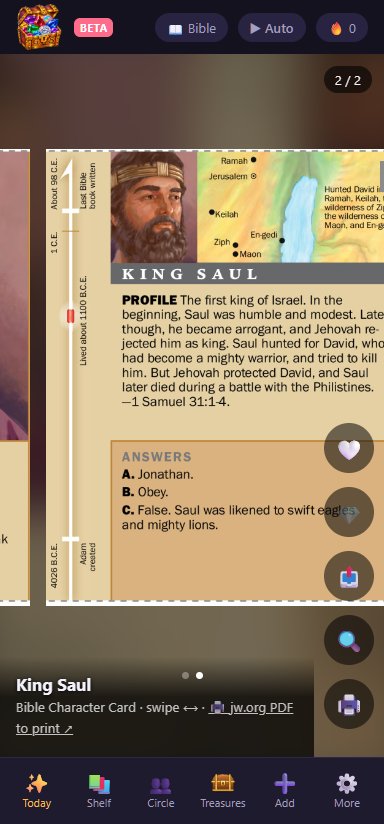 BETA
Bible
Auto
0
2 / 2
About 98 C.E.
Last Bible
book written
1 C.E.
Lived about 1100 B.C.E.
4026 B.C.E.
Adam
created
Ramah
Jerusalem
Keilah
Ziph
En-gedi
Maon
Hunted David i
Ramah, Keilah,
wilderness of Zip
the wilderness o
Maon, and En-ge
KING SAUL
PROFILE The first king of Israel. In the
beginning, Saul was humble and modest. Late
though, he became arrogant, and Jehovah re-
jected him as king. Saul hunted for David, who
had become a mighty warrior, and tried to kill
him. But Jehovah protected David, and Saul
later died during a battle with the Philistines.
—1 Samuel 31:1-4.
ANSWERS
A. Jonathan.
B. Obey.
C. False. Saul was likened to swift eagles
and mighty lions.
King Saul
Bible Character Card · swipe ↔ · jw.org PDF
to print ↗
Today
Shelf
Circle
Treasures
Add
More